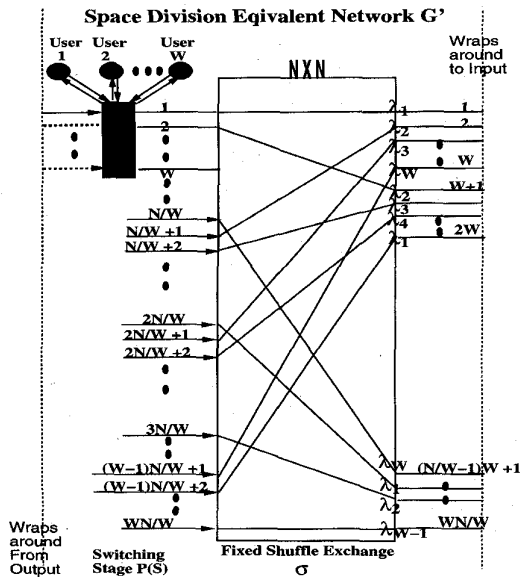 Space Division Eqivalent Network G’
User
1
User
2
User
W
Wraps
around
to Input
NXN
1
2
W
N/W
N/W +1
N/W +2
2N/W
2N/W +1
2N/W +2
3N/W
(W−1)N/W +1
(W−1)N/W +2
WN/W
λ1
λ2
λ3
λW
λ2
λ3
λ4
λ1
λW
λ1
λ2
λW−1
1
2
W
W+1
2W
(N/W−1)W +1
WN/W
Wraps
around
From
Output
Switching
Stage P(S)
Fixed Shuffle Exchange
σ